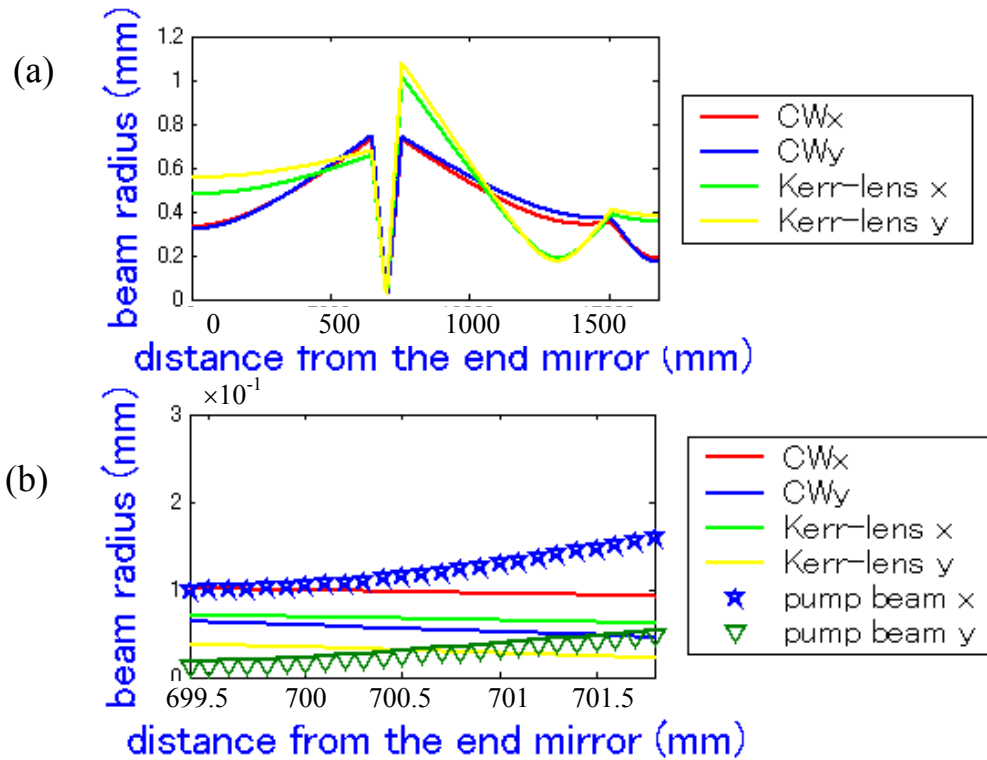 (a)
beam radius (mm)
1.2
1
0.8
0.6
0.4
0.2
0
0 500 1000 1500
distance from the end mirror (mm)
CWx
CWy
Kerr-lens x
Kerr-lens y
(b)
×10⁻¹
beam radius (mm)
3
2
1
0
699.5 700 700.5 701 701.5
distance from the end mirror (mm)
CWx
CWy
Kerr-lens x
Kerr-lens y
pump beam x
pump beam y